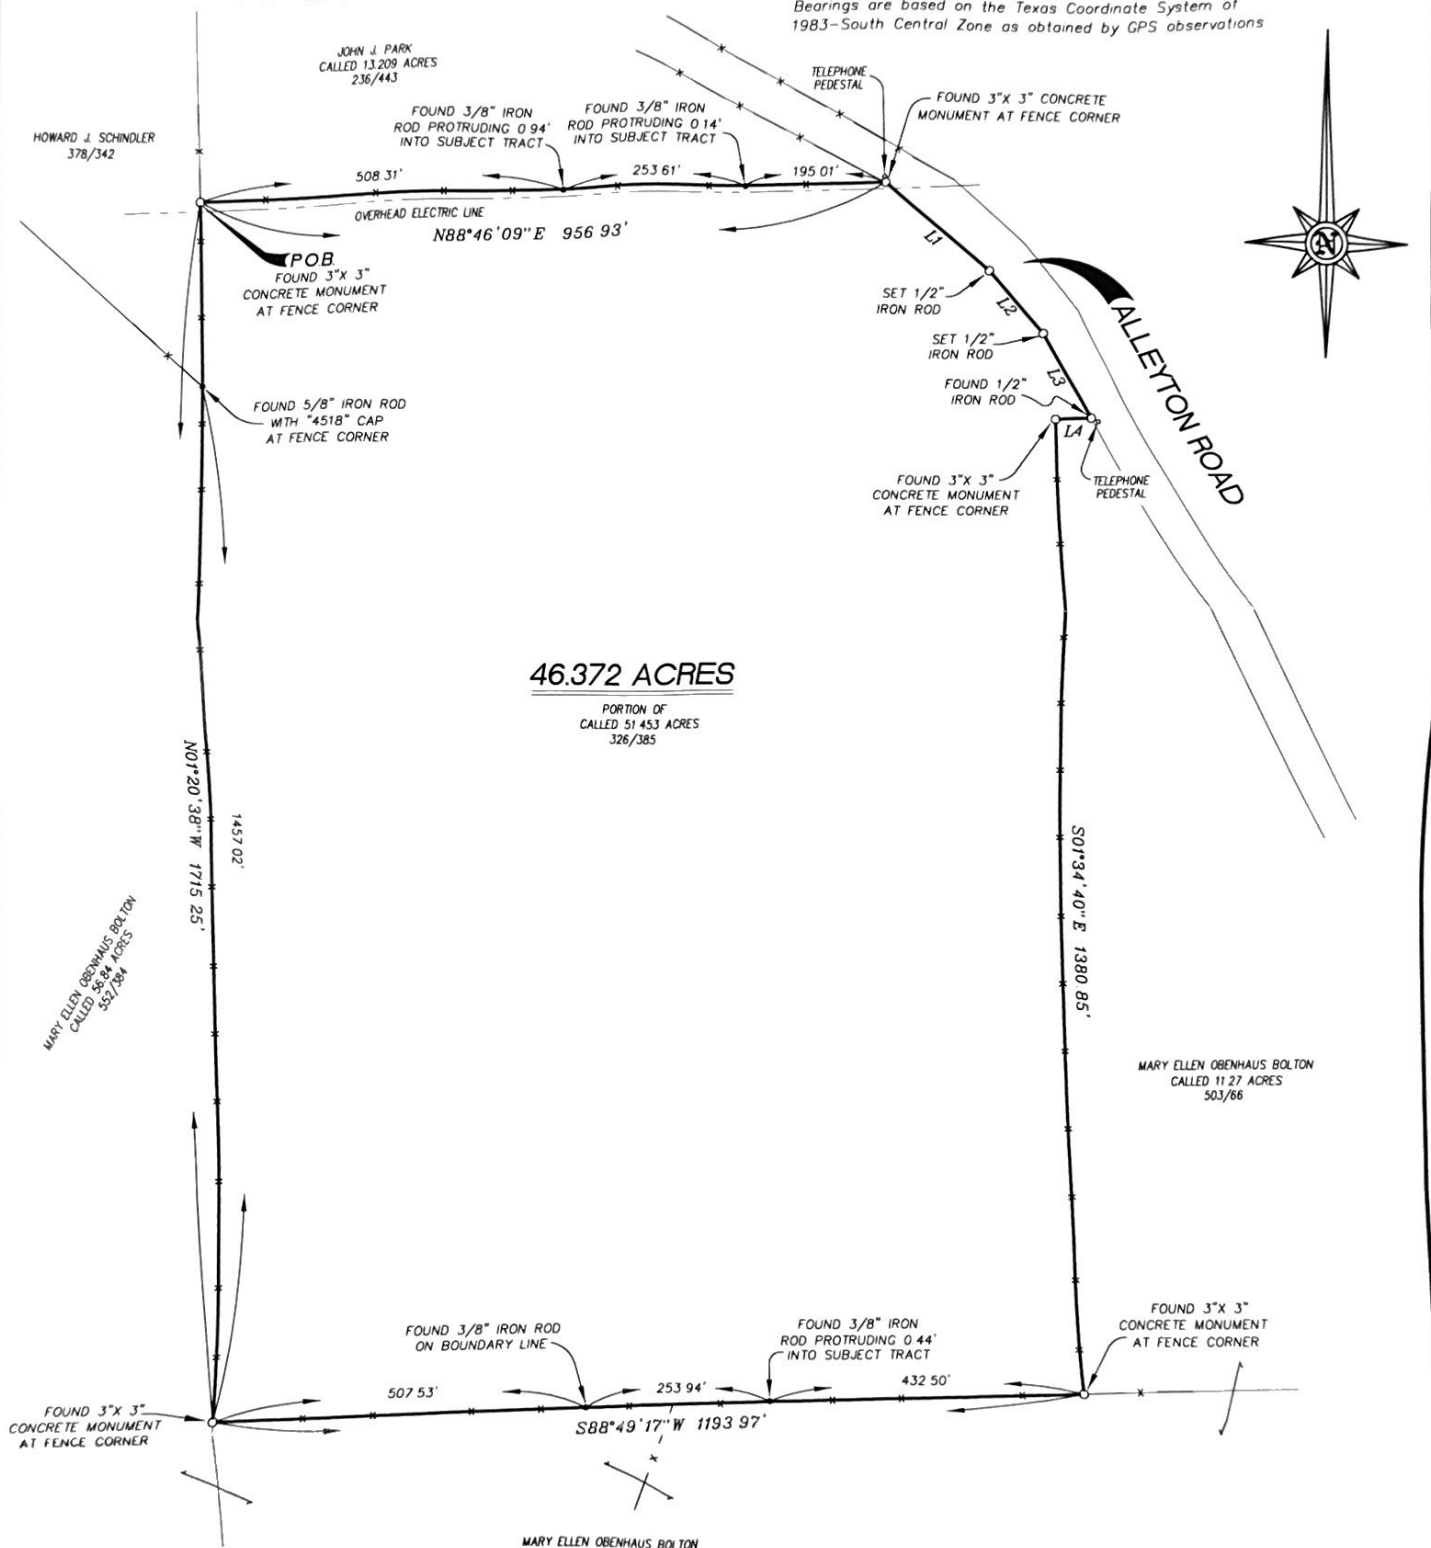 Bearings are based on the Texas Coordinate System of
1983-South Central Zone as obtained by GPS observations
JOHN J. PARK
CALLED 13.209 ACRES
236/443
TELEPHONE
PEDESTAL
FOUND 3"X 3" CONCRETE
MONUMENT AT FENCE CORNER
FOUND 3/8" IRON
ROD PROTRUDING 0 94'
INTO SUBJECT TRACT
FOUND 3/8" IRON
ROD PROTRUDING 0 14'
INTO SUBJECT TRACT
HOWARD J. SCHINDLER
378/342
508.31'
253 61'
195 01'
OVERHEAD ELECTRIC LINE
N88°46'09"E 956 93'
L1
P.O.B.
FOUND 3"X 3"
CONCRETE MONUMENT
AT FENCE CORNER
SET 1/2"
IRON ROD
L2
N
SET 1/2"
IRON ROD
L3
ALLEYTON ROAD
FOUND 1/2"
IRON ROD
L4
FOUND 5/8" IRON ROD
WITH "4518" CAP
AT FENCE CORNER
FOUND 3"X 3"
CONCRETE MONUMENT
AT FENCE CORNER
TELEPHONE
PEDESTAL
46.372 ACRES
PORTION OF
CALLED 51 453 ACRES
326/385
N01°20'38"W 1715 25'
1457 02'
S01°34'40"E 1380 85'
MARY ELLEN OBENHAUS BOLTON
CALLED 56.84 ACRES
552/384
MARY ELLEN OBENHAUS BOLTON
CALLED 11 27 ACRES
503/66
FOUND 3"X 3"
CONCRETE MONUMENT
AT FENCE CORNER
FOUND 3/8" IRON ROD
ON BOUNDARY LINE
FOUND 3/8" IRON
ROD PROTRUDING 0.44'
INTO SUBJECT TRACT
507 53'
253 94'
432 50'
FOUND 3"X 3"
CONCRETE MONUMENT
AT FENCE CORNER
S88°49'17"W 1193 97'
MARY ELLEN OBENHAUS BOLTON